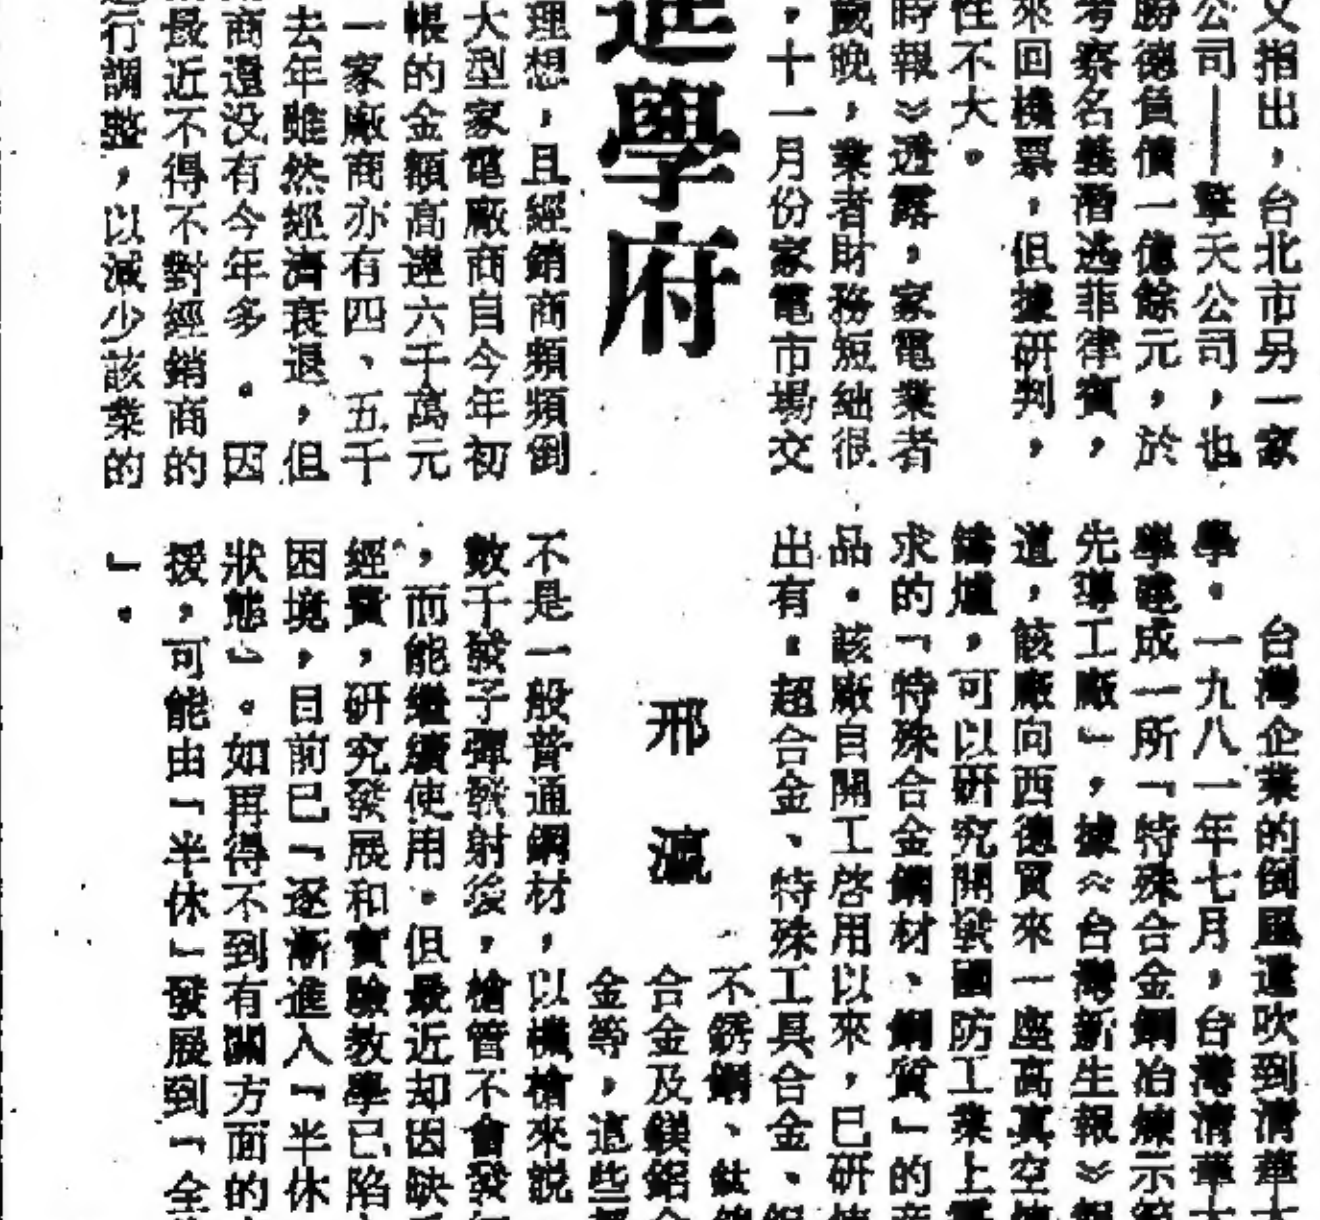 文指出，台北市另一家
公司——擎天公司，也
勝德負債一億餘元，於
考察名義潛逃菲律賓，
來回機票，但據研判，
性不大。
時報》透露，家電業者
歲晚，業者財務短絀很
，十一月份家電市場交
進學府
邢瀛
理想，且經銷商頻頻倒
大型家電廠商自今年初
帳的金額高達六千萬元
一家廠商亦有四、五千
去年雖然經濟衰退，但
商還没有今年多。因
最近不得不對經銷商的
行調整，以減少該業的
台灣企業的倒風還吹到清華大
學。一九八一年七月，台灣清華大
學建成一所「特殊合金鋼冶煉示範
先導工廠」，據《台灣新生報》報
道，該廠向西德買來一座高真空
鑄爐，可以研究開發國防工業上需
求的「特殊合金鋼材、鋼質」的產
品。該廠自開工啓用以來，已研
出有：超合金、特殊工具合金、
不銹鋼、鈦
合金及鎂鋁合
金等，這些都
不是一般普通鋼材，以機槍來説
數千發子彈發射後，槍管不會發
，而能繼續使用。但最近却因缺
經費，研究發展和實驗教學已陷
困境，目前已「逐漸進入「半休
狀態」。如再得不到有關方面的
援，可能由「半休」發展到「全
」。